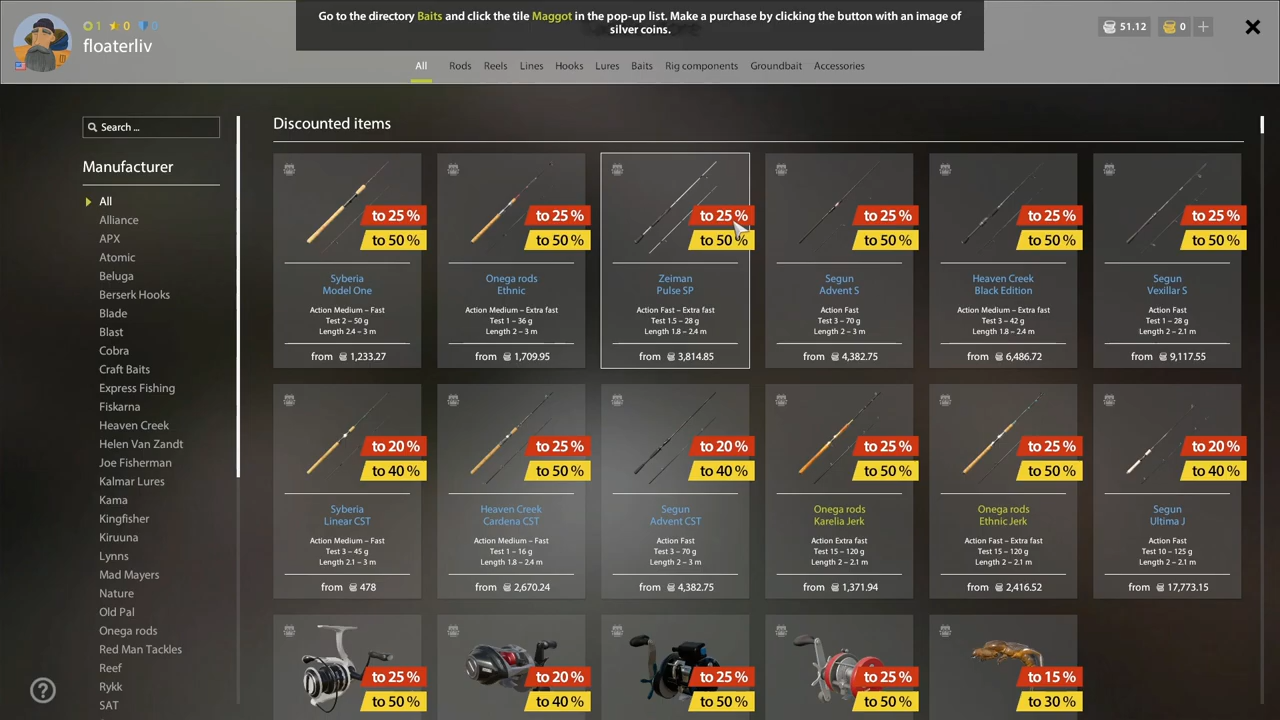 Go to the directory Baits and click the tile Maggot in the pop-up list. Make a purchase by clicking the button with an image of
silver coins.
1 0 0
floaterliv
51.12 0
All Rods Reels Lines Hooks Lures Baits Rig components Groundbait Accessories
Search ...
Manufacturer
All
Alliance
APX
Atomic
Beluga
Berserk Hooks
Blade
Blast
Cobra
Craft Baits
Express Fishing
Fiskarna
Heaven Creek
Helen Van Zandt
Joe Fisherman
Kalmar Lures
Kama
Kingfisher
Kiruuna
Lynns
Mad Mayers
Nature
Old Pal
Onega rods
Red Man Tackles
Reef
Rykk
SAT
Discounted items
to 25 %
to 50 %
Syberia
Model One
Action Medium – Fast
Test 2 – 50 g
Length 2.4 – 3 m
from 1,233.27
to 25 %
to 50 %
Onega rods
Ethnic
Action Medium – Extra fast
Test 1 – 36 g
Length 2 – 3 m
from 1,709.95
to 25 %
to 50 %
Zeiman
Pulse SP
Action Fast – Extra fast
Test 1.5 – 28 g
Length 1.8 – 2.4 m
from 3,814.85
to 25 %
to 50 %
Segun
Advent S
Action Fast
Test 3 – 70 g
Length 2 – 3 m
from 4,382.75
to 25 %
to 50 %
Heaven Creek
Black Edition
Action Medium – Extra fast
Test 3 – 42 g
Length 1.8 – 2.4 m
from 6,486.72
to 25 %
to 50 %
Segun
Vexillar S
Action Fast
Test 1 – 28 g
Length 2 – 2.1 m
from 9,117.55
to 20 %
to 40 %
Syberia
Linear CST
Action Medium – Fast
Test 3 – 45 g
Length 2.1 – 3 m
from 478
to 25 %
to 50 %
Heaven Creek
Cardena CST
Action Medium – Fast
Test 1 – 16 g
Length 1.8 – 2.4 m
from 2,670.24
to 20 %
to 40 %
Segun
Advent CST
Action Fast
Test 3 – 70 g
Length 2 – 3 m
from 4,382.75
to 25 %
to 50 %
Onega rods
Karelia Jerk
Action Fast – Extra fast
Test 15 – 120 g
Length 2 – 2.1 m
from 1,371.94
to 25 %
to 50 %
Onega rods
Ethnic Jerk
Action Fast – Extra fast
Test 15 – 120 g
Length 2 – 2.1 m
from 2,416.52
to 20 %
to 40 %
Segun
Ultima J
Action Fast
Test 10 – 125 g
Length 2 – 2.1 m
from 17,773.15
to 25 %
to 50 %
to 20 %
to 40 %
to 25 %
to 50 %
to 25 %
to 50 %
to 15 %
to 30 %